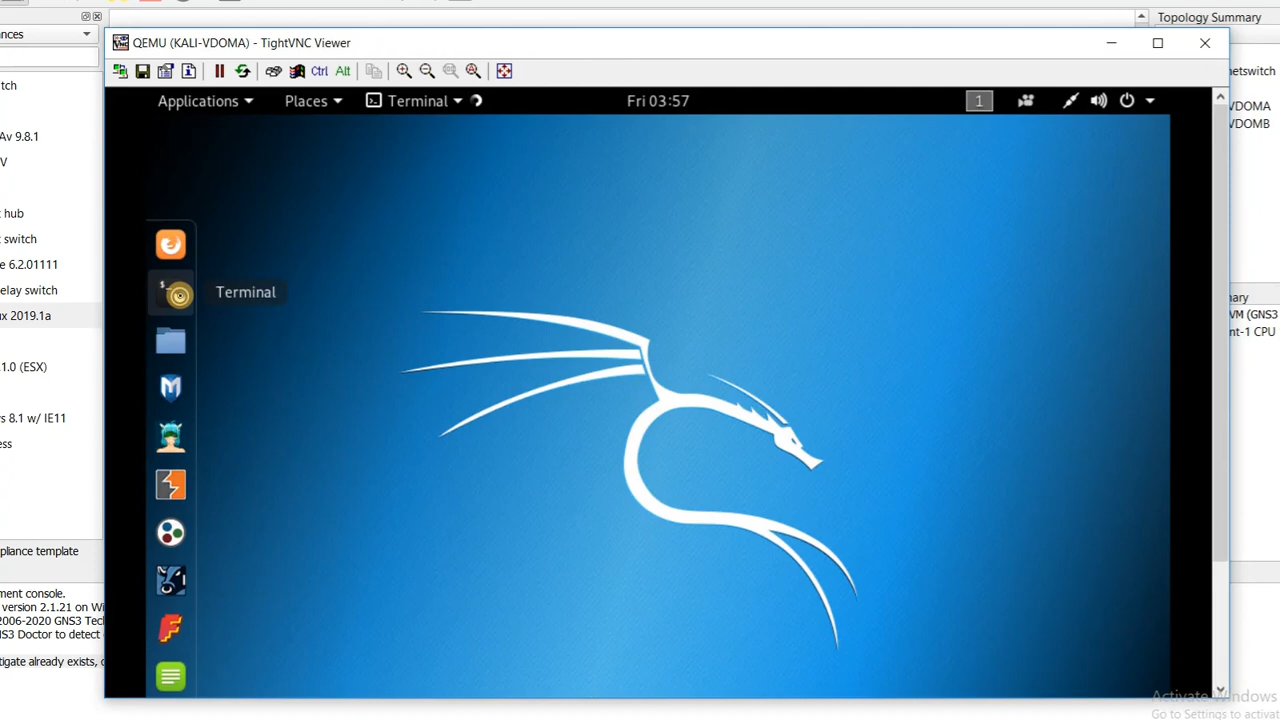 Topology Summary
ances
QEMU (KALI-VDOMA) - TightVNC Viewer
Ctrl Alt
Applications Places Terminal Fri 03:57 1
Terminal
tch
Av 9.8.1
V
t hub
t switch
e 6.2.01111
elay switch
ux 2019.1a
.1.0 (ESX)
s 8.1 w/ IE11
ess
pliance template
ment console.
version 2.1.21 on Wi
2006-2020 GNS3 Tech
NS3 Doctor to detect
tigate already exists, c
netswitch
VDOMA
VDOMB
ary
VM (GNS3
nt-1 CPU
Activate Windows
Go to Settings to activat